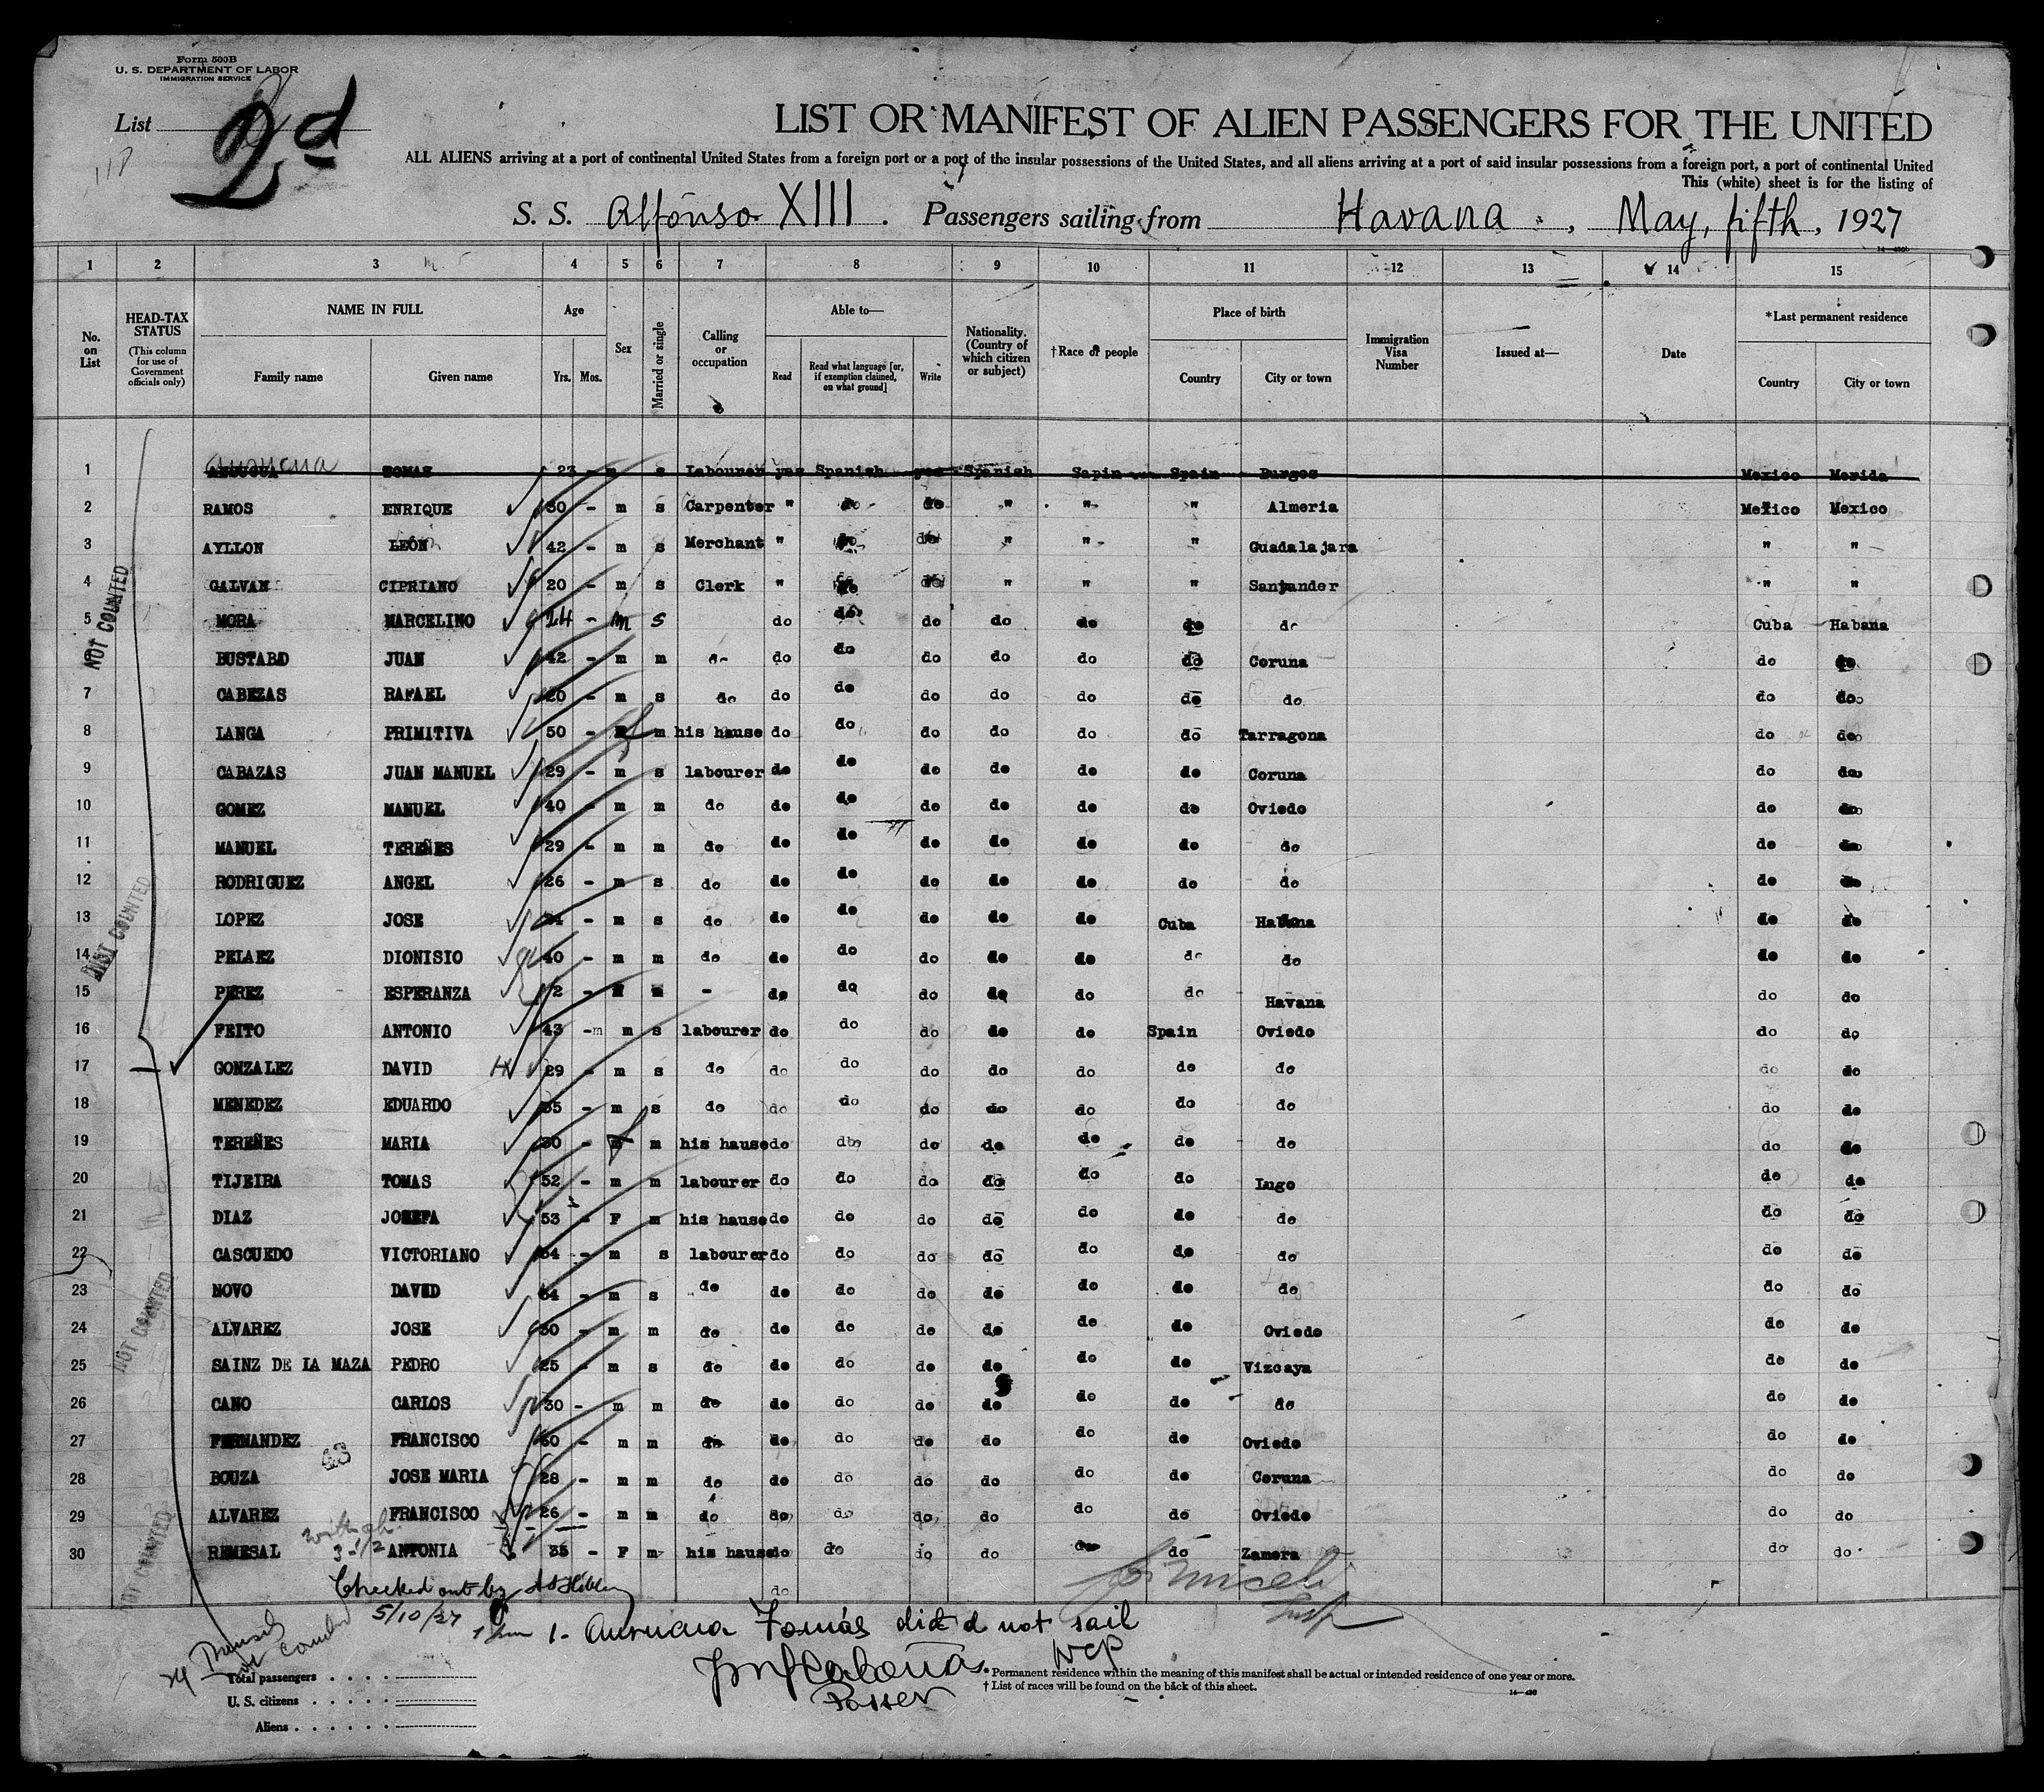 Form 500B
U. S. DEPARTMENT OF LABOR
IMMIGRATION SERVICE
List 2d
118
LIST OR MANIFEST OF ALIEN PASSENGERS FOR THE UNITED
ALL ALIENS arriving at a port of continental United States from a foreign port or a port of the insular possessions of the United States, and all aliens arriving at a port of said insular possessions from a foreign port, a port of continental United
This (white) sheet is for the listing of
S. S. Alfonso XIII . Passengers sailing from Havana , May, fifth , 1927
1 2 3 4 5 6 7 8 9 10 11 12 13 14 15
No. on List
HEAD-TAX STATUS (This column for use of Government officials only)
NAME IN FULL Family name Given name
Age Yrs. Mos.
Sex
Married or single
Calling or occupation
Able to— Read Read what language [or, if exemption claimed, on what ground] Write
Nationality. (Country of which citizen or subject)
†Race or people
Place of birth Country City or town
Immigration Visa Number
Issued at—
Date
*Last permanent residence Country City or town
1 TOMAS 23 - m s Labourer yes Spanish yes Spanish Sapin Spain Burgos Mexico Merida
2 RAMOS ENRIQUE 30 - m s Carpenter " do do " " " Almeria Mexico Mexico
3 AYLLON LEON 42 - m s Merchant " do do " " " Guadalajara " "
4 GALVAN CIPRIANO 20 - m s Clerk " do do " " " Santander " "
5 MORA MARCELINO 14 - m s do do do do do do do Cuba Habana
6 BUSTABD JUAN 42 - m m do do do do do do Coruna do do
7 CABEZAS RAFAEL 20 - m s do do do do do do do do do do
8 LANGA PRIMITIVA 50 - f m his hause do do do do do do Tarragona do do
9 CABAZAS JUAN MANUEL 29 - m s labourer do do do do do do Coruna do do
10 GOMEZ MANUEL 40 - m m do do do do do do do Oviedo do do
11 MANUEL TEREÑES 29 - m m do do do do do do do do do do
12 RODRIGUEZ ANGEL 26 - m s do do do do do do do do do do
13 LOPEZ JOSE 24 - m s do do do do do do Cuba Habana do do
14 PELAEZ DIONISIO 40 - m m do do do do do do do do do do
15 PEREZ ESPERANZA 2 - - do do do do do do Havana do do
16 FEITO ANTONIO 43 -m m s labourer do do do do do Spain Oviedo do do
17 GONZALEZ DAVID 29 - m s do do do do do do do do do do
18 MENEDEZ EDUARDO 35 - m s do do do do do do do do do do
19 TEREÑES MARIA 30 - f m his hause do do do do do do do do do
20 TIJEIRA TOMAS 52 - m m labourer do do do do do do Lugo do do
21 DIAZ JOSEFA 53 - F m his hause do do do do do do do do do
22 CASCUEDO VICTORIANO 34 - m s labourer do do do do do do do do do
23 NOVO DAVID 34 - m s do do do do do do do do do do
24 ALVAREZ JOSE 30 - m m do do do do do do do Oviedo do do
25 SAINZ DE LA MAZA PEDRO 25 - m s do do do do do do do Vizcaya do do
26 CANO CARLOS 30 - m m do do do do do do do do do do
27 FERNANDEZ FRANCISCO 60 - m m do do do do do do do Oviedo do do
28 BOUZA JOSE MARIA 28 - m m do do do do do do do Coruna do do
29 ALVAREZ FRANCISCO 26 - m m do do do do do do do Oviedo do do
30 REMESAL ANTONIA 35 - F m his hause do do do do do do Zamora do do
do
NOT COUNTED
NOT COUNTED
NOT COUNTED
NOT COUNTED
Checked out by
5/10/27
1- Tomás did not sail
Insp
Total passengers
U. S. citizens
Aliens
* Permanent residence within the meaning of this manifest shall be actual or intended residence of one year or more.
† List of races will be found on the back of this sheet.